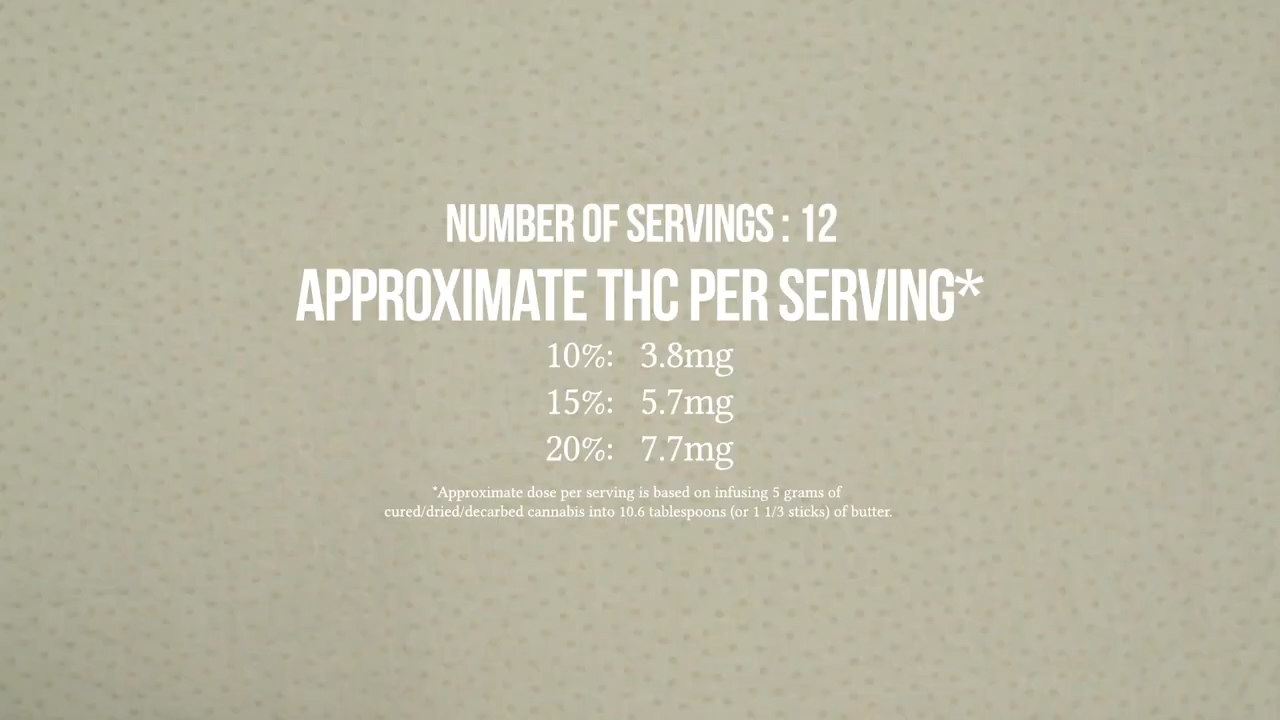 NUMBER OF SERVINGS : 12
APPROXIMATE THC PER SERVING*
10%: 3.8mg
15%: 5.7mg
20%: 7.7mg
*Approximate dose per serving is based on infusing 5 grams of
cured/dried/decarbed cannabis into 10.6 tablespoons (or 1 1/3 sticks) of butter.